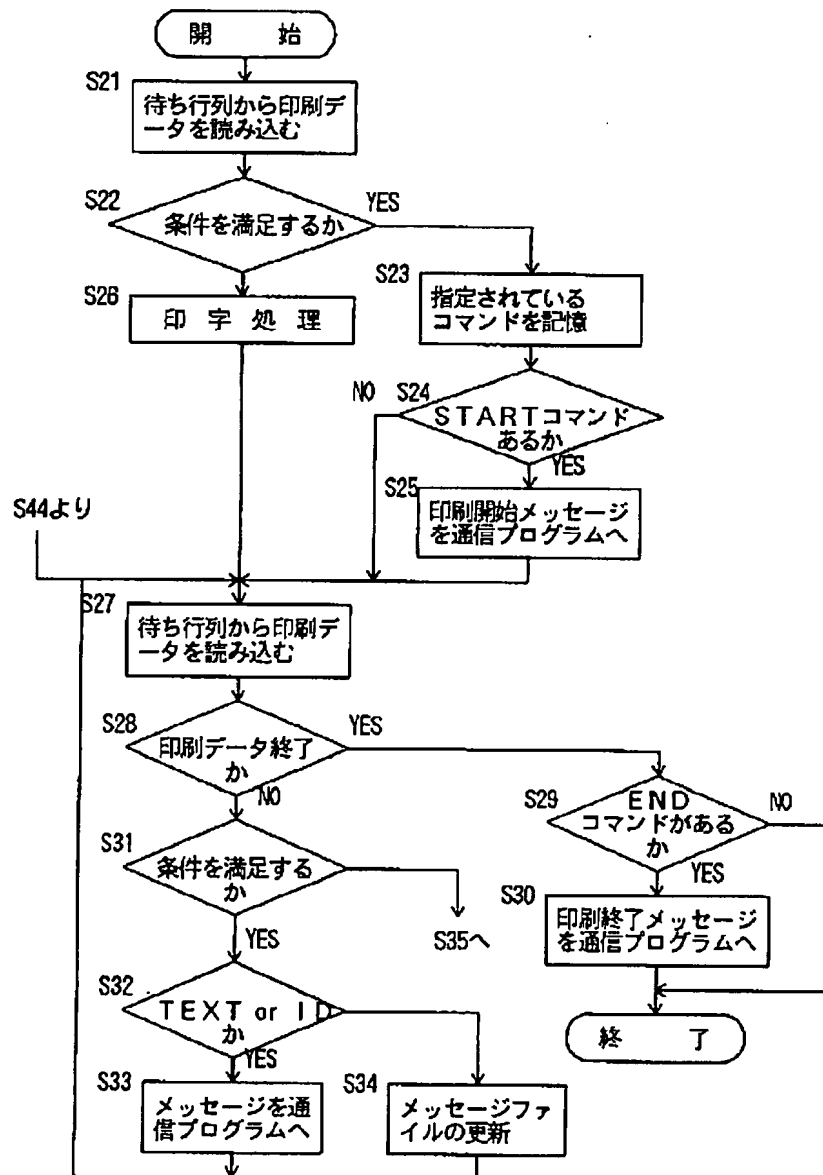 開 始
S21
待ち行列から印刷デ
ータを読み込む
S22
条件を満足するか
YES
S23
指定されている
コマンドを記憶
S26
印 字 処 理
NO
S24
STARTコマンド
あるか
YES
S25
印刷開始メッセージ
を通信プログラムへ
S44より
S27
待ち行列から印刷デ
ータを読み込む
S28
印刷データ終了
か
YES
NO
S29
END
コマンドがある
か
NO
YES
S30
印刷終了メッセージ
を通信プログラムへ
終 了
S31
条件を満足する
か
S35へ
YES
S32
TEXT or ID
か
YES
S33
メッセージを通
信プログラムへ
S34
メッセージファ
イルの更新